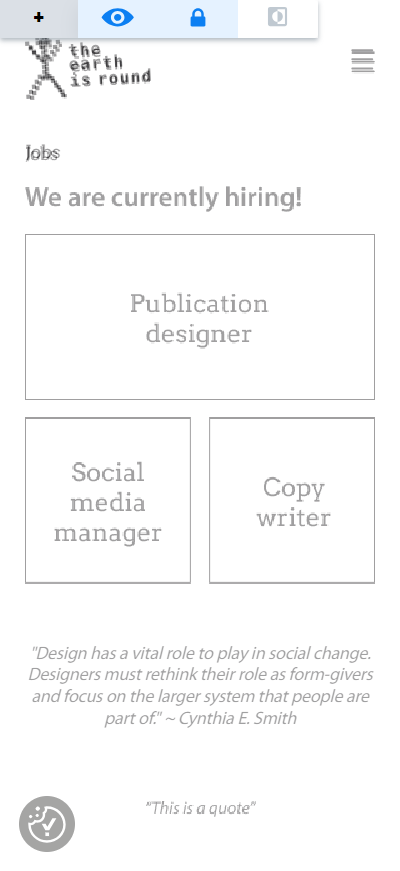 the
earth
is round
Jobs
We are currently hiring!
Publication
designer
Social
media
manager
Copy
writer
"Design has a vital role to play in social change.
Designers must rethink their role as form-givers
and focus on the larger system that people are
part of." ~ Cynthia E. Smith
"This is a quote"